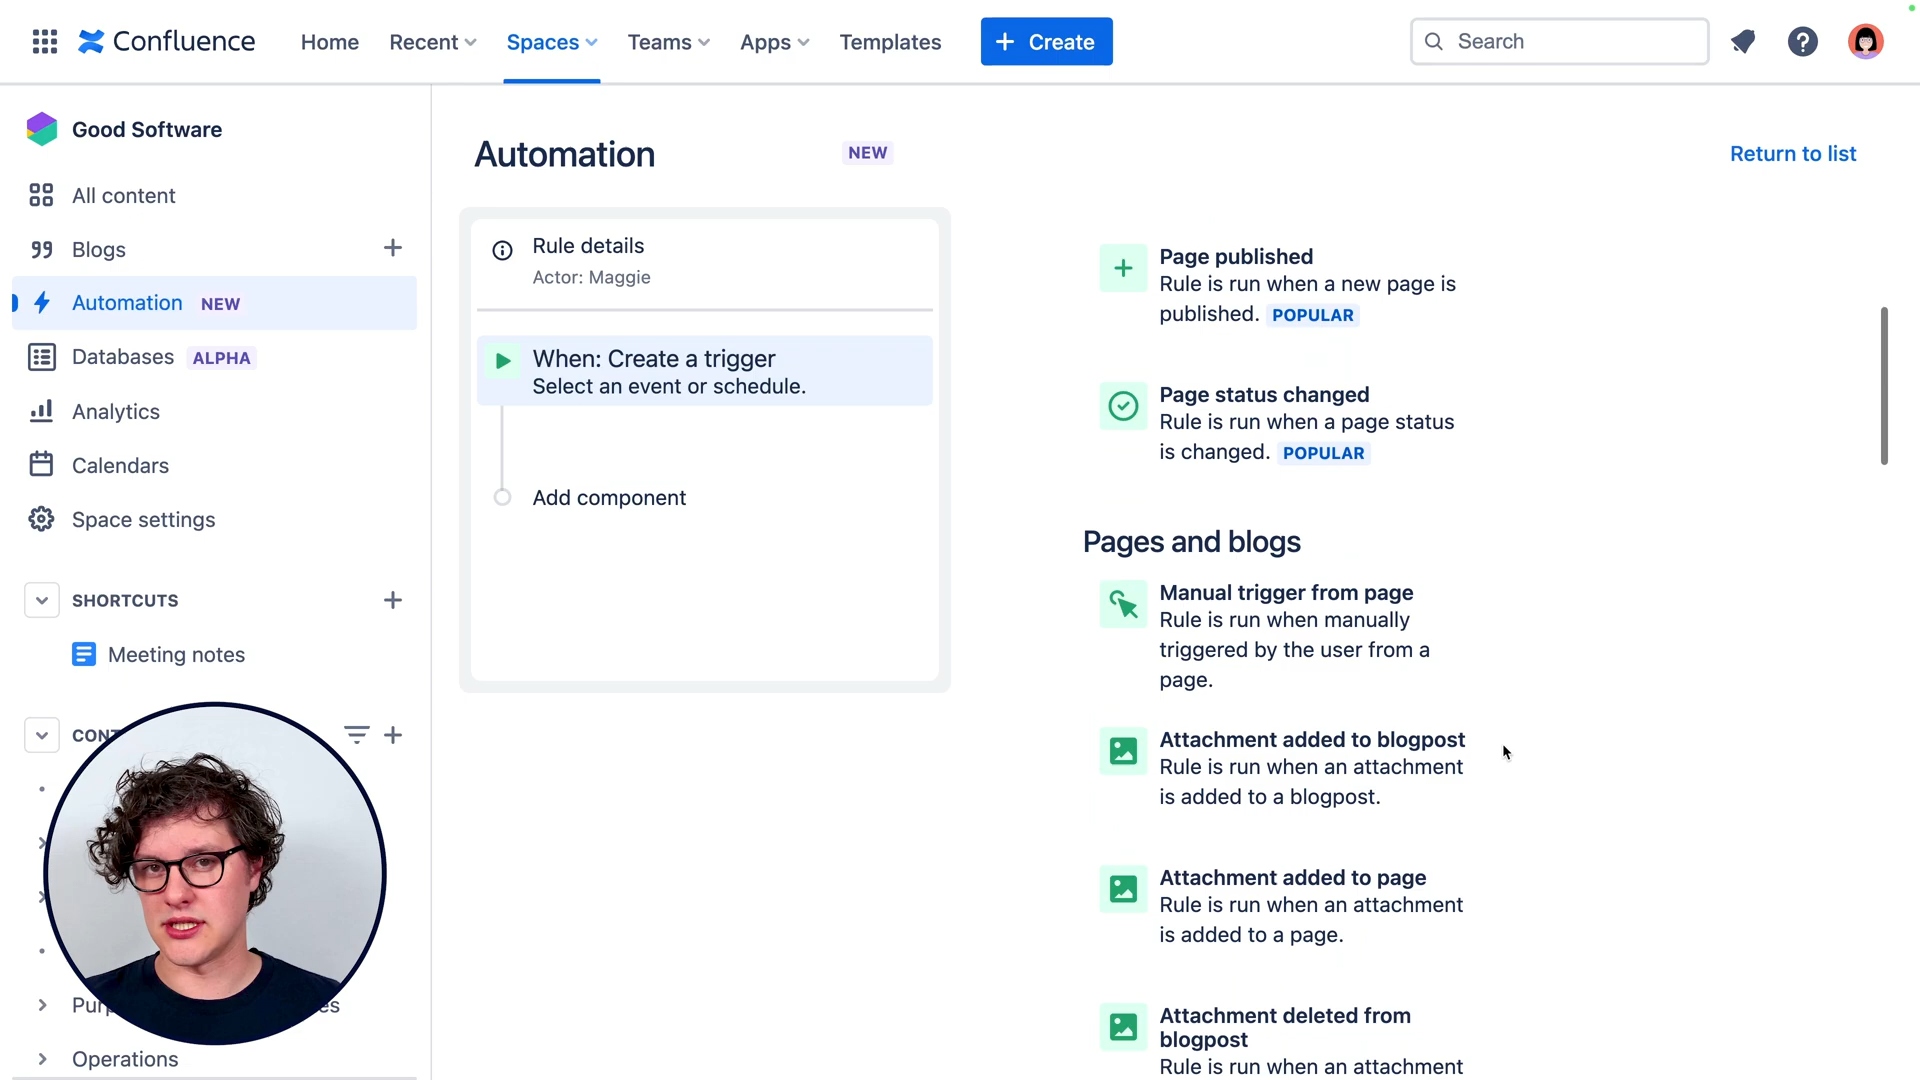 Confluence
Home
Recent
Spaces
Teams
Apps
Templates
+ Create
Search
Good Software
All content
Blogs
Automation NEW
Databases ALPHA
Analytics
Calendars
Space settings
SHORTCUTS
Meeting notes
Operations
Automation
NEW
Return to list
Rule details
Actor: Maggie
When: Create a trigger
Select an event or schedule.
Add component
Page published
Rule is run when a new page is
published. POPULAR
Page status changed
Rule is run when a page status
is changed. POPULAR
Pages and blogs
Manual trigger from page
Rule is run when manually
triggered by the user from a
page.
Attachment added to blogpost
Rule is run when an attachment
is added to a blogpost.
Attachment added to page
Rule is run when an attachment
is added to a page.
Attachment deleted from
blogpost
Rule is run when an attachment